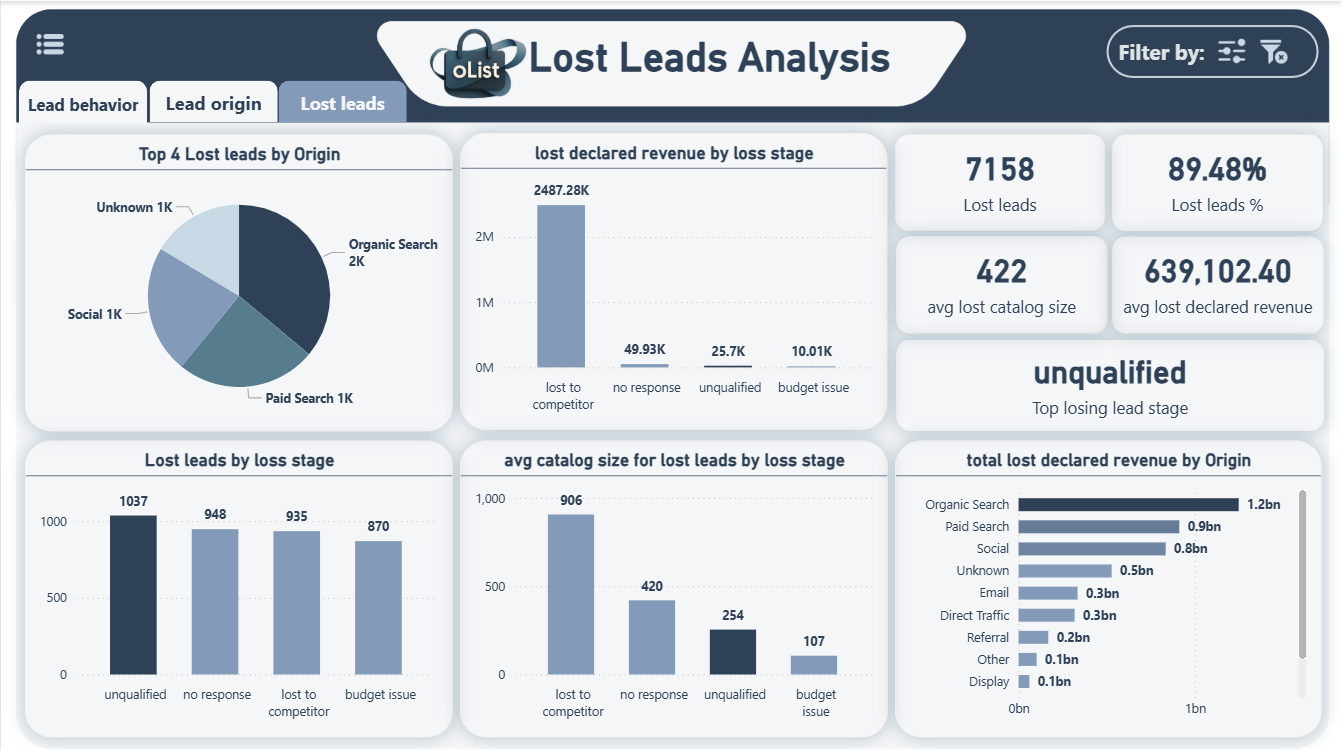 oList
Lost Leads Analysis
Filter by:
Lead behavior
Lead origin
Lost leads
Top 4 Lost leads by Origin
Unknown 1K
Organic Search
2K
Social 1K
Paid Search 1K
lost declared revenue by loss stage
2487.28K
2M
1M
0M
49.93K
25.7K
10.01K
lost to
competitor
no response
unqualified
budget issue
7158
Lost leads
89.48%
Lost leads %
422
avg lost catalog size
639,102.40
avg lost declared revenue
unqualified
Top losing lead stage
Lost leads by loss stage
1037
948
935
870
1000
500
0
unqualified
no response
lost to
competitor
budget issue
avg catalog size for lost leads by loss stage
1,000
500
0
906
420
254
107
lost to
competitor
no response
unqualified
budget
issue
total lost declared revenue by Origin
Organic Search 1.2bn
Paid Search 0.9bn
Social 0.8bn
Unknown 0.5bn
Email 0.3bn
Direct Traffic 0.3bn
Referral 0.2bn
Other 0.1bn
Display 0.1bn
0bn
1bn